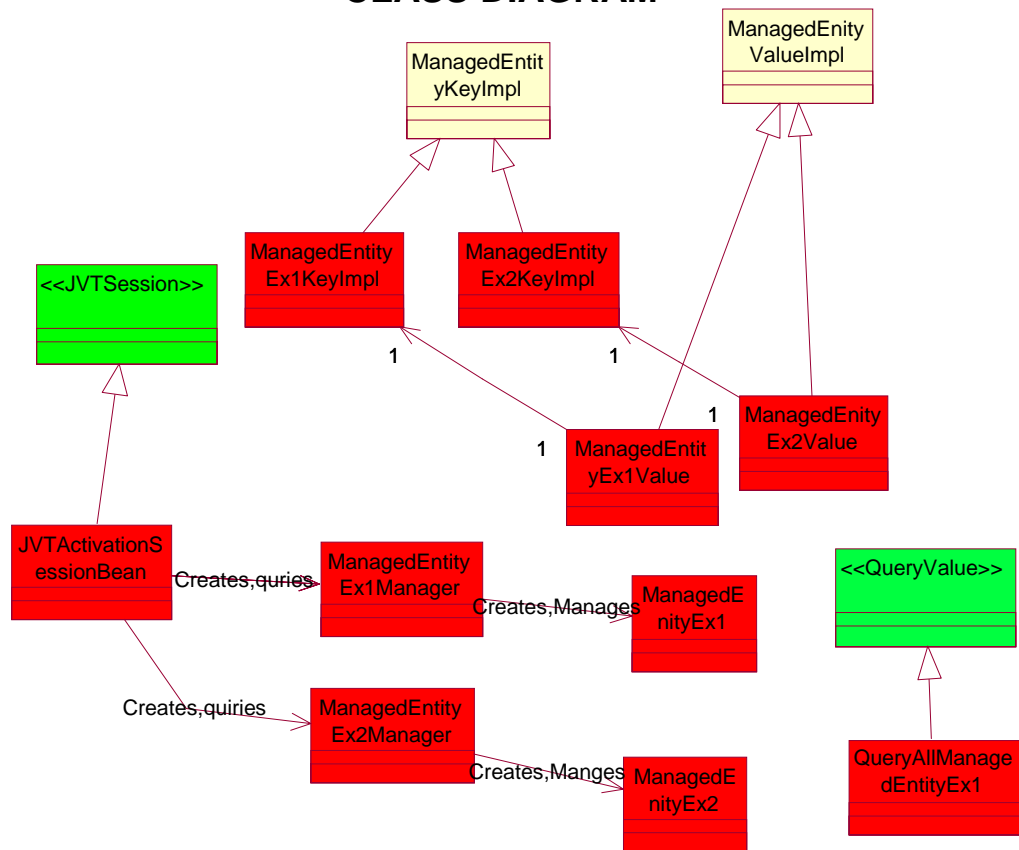 CLASS DIAGRAM
ManagedEntit
yKeyImpl
ManagedEnity
ValueImpl
ManagedEntity
Ex1KeyImpl
ManagedEntity
Ex2KeyImpl
<<JVTSession>>
1
1
1
1
ManagedEntit
yEx1Value
ManagedEnity
Ex2Value
JVTActivationS
essionBean
Creates,quries
ManagedEntity
Ex1Manager
Creates,Manages
ManagedE
nityEx1
<<QueryValue>>
Creates,quiries
ManagedEntity
Ex2Manager
Creates,Manges
ManagedE
nityEx2
QueryAllManage
dEntityEx1